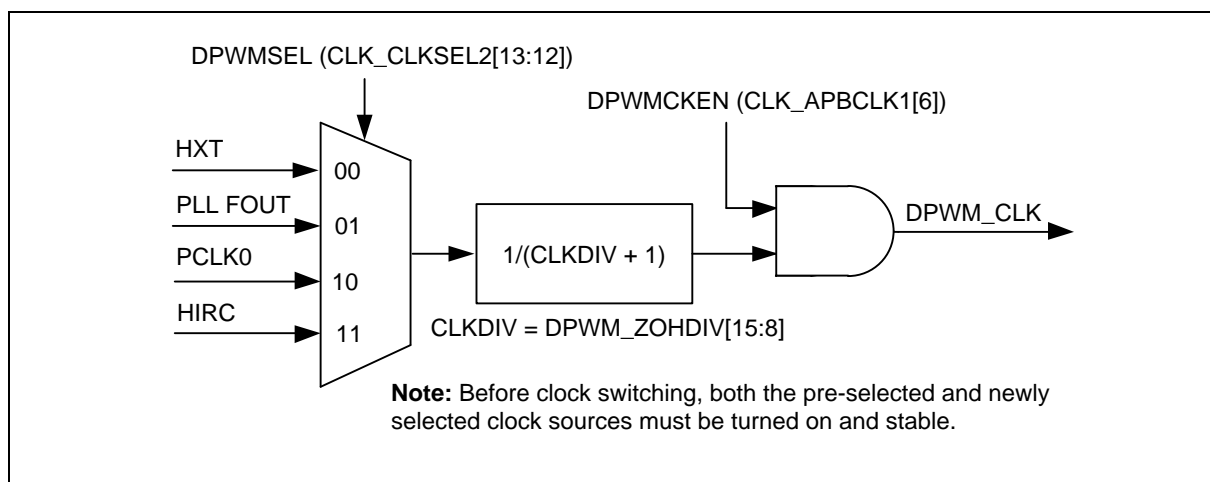 DPWMSEL (CLK_CLKSEL2[13:12])
DPWMCKEN (CLK_APBCLK1[6])
HXT
00
PLL FOUT
01
DPWM_CLK
PCLK0
10
1/(CLKDIV + 1)
HIRC
11
CLKDIV = DPWM_ZOHDIV[15:8]
Note: Before clock switching, both the pre-selected and newly
selected clock sources must be turned on and stable.